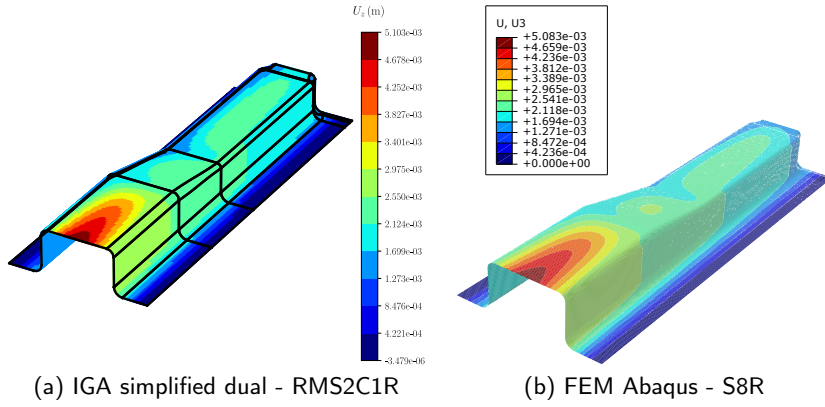 U_z (m)
5.103e-03
4.678e-03
4.252e-03
3.827e-03
3.401e-03
2.975e-03
2.550e-03
2.124e-03
1.699e-03
1.273e-03
8.476e-04
4.221e-04
-3.479e-06
U, U3
+5.083e-03
+4.659e-03
+4.236e-03
+3.812e-03
+3.389e-03
+2.965e-03
+2.541e-03
+2.118e-03
+1.694e-03
+1.271e-03
+8.472e-04
+4.236e-04
+0.000e+00
(a) IGA simplified dual - RMS2C1R
(b) FEM Abaqus - S8R